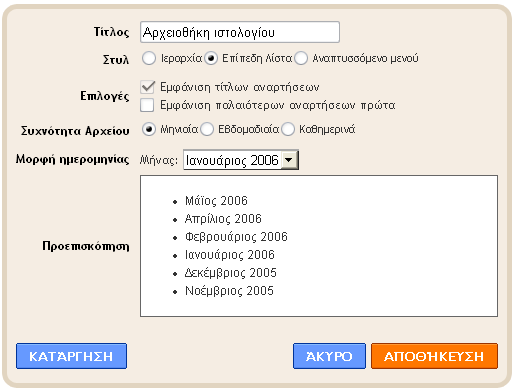 Τίτλος Αρχειοθήκη ιστολογίου
Στυλ Ιεραρχία Επίπεδη Λίστα Αναπτυσσόμενο μενού
Επιλογές Εμφάνιση τίτλων αναρτήσεων
Εμφάνιση παλαιότερων αναρτήσεων πρώτα
Συχνότητα Αρχείου Μηνιαία Εβδομαδιαία Καθημερινά
Μορφή ημερομηνίας Μήνας: Ιανουάριος 2006
Προεπισκόπηση
Μάϊος 2006
Απρίλιος 2006
Φεβρουάριος 2006
Ιανουάριος 2006
Δεκέμβριος 2005
Νοέμβριος 2005
ΚΑΤΆΡΓΗΣΗ ΆΚΥΡΟ ΑΠΟΘΉΚΕΥΣΗ